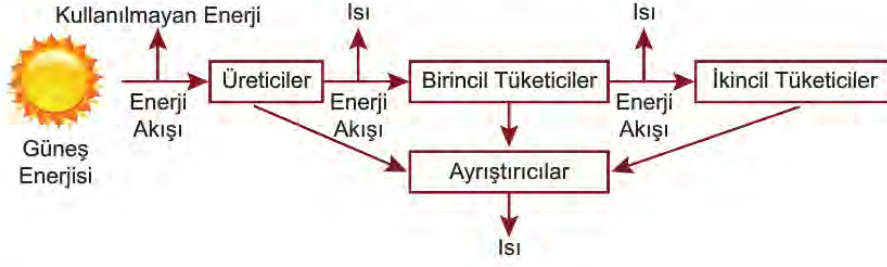 Kullanılmayan Enerji
Isı
Isı
Üreticiler
Birincil Tüketiciler
İkincil Tüketiciler
Enerji
Akışı
Enerji
Akışı
Enerji
Akışı
Güneş
Enerjisi
Ayrıştırıcılar
Isı